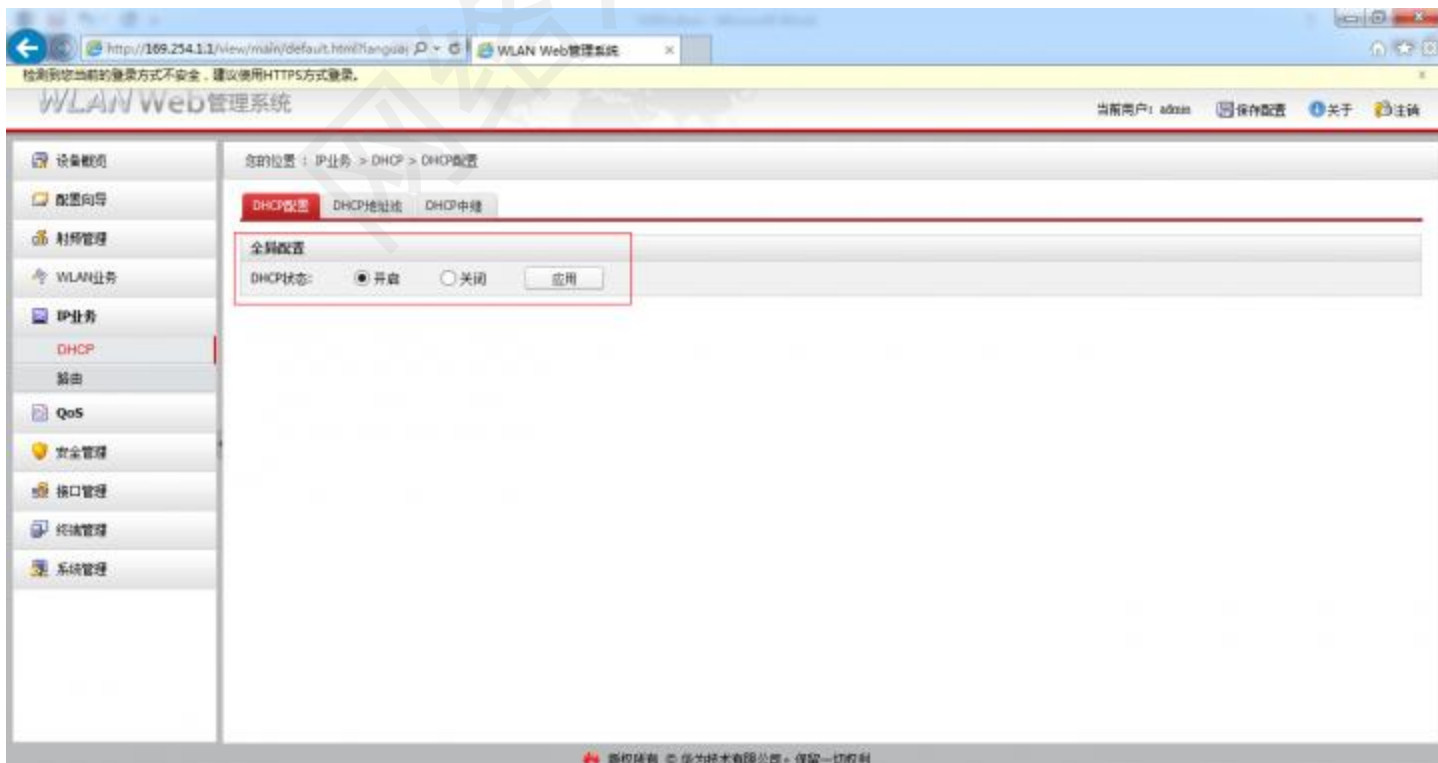 http://169.254.1.1/view/main/default.html?languag
WLAN Web管理系统
检测到您当前的登录方式不安全，建议使用HTTPS方式登录。
WLAN Web管理系统
当前用户: admin 保存配置 关于 注销
设备概览
配置向导
射频管理
WLAN业务
IP业务
DHCP
路由
QoS
安全管理
接口管理
终端管理
系统管理
您的位置： IP业务 > DHCP > DHCP配置
DHCP配置 DHCP地址池 DHCP中继
全局配置
DHCP状态: 开启 关闭 应用
版权所有 © 华为技术有限公司。保留一切权利